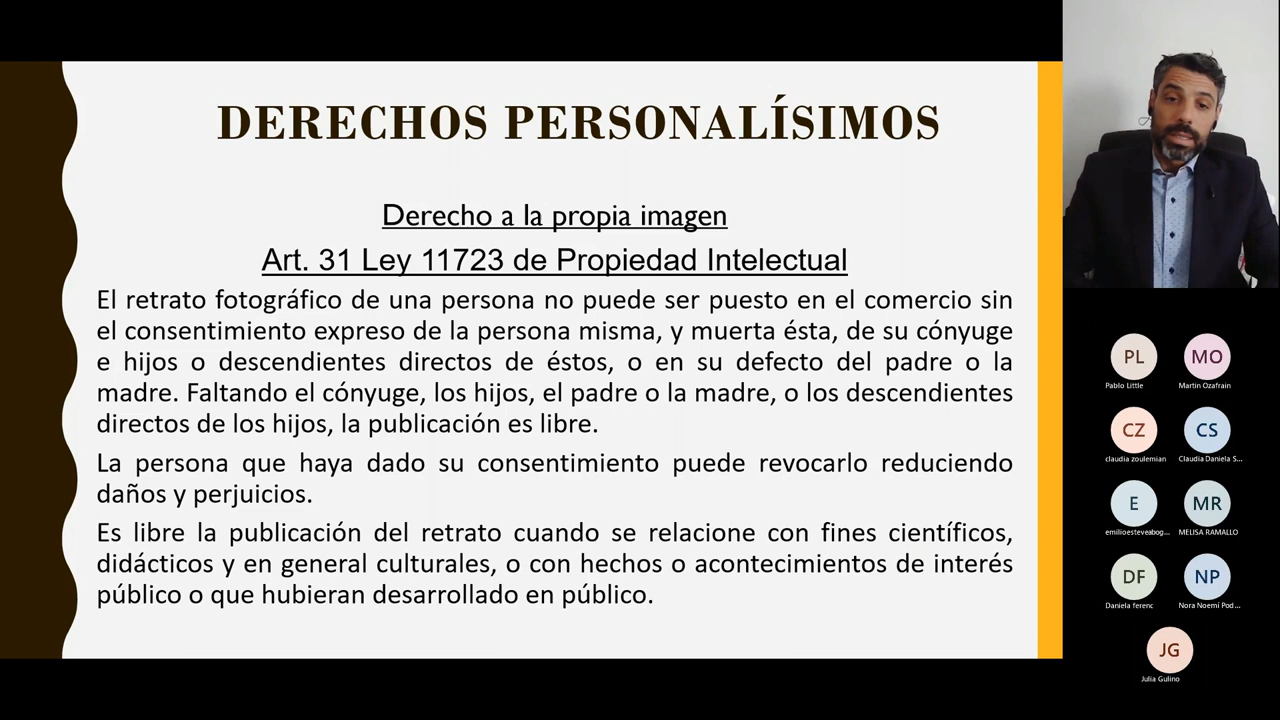 DERECHOS PERSONALÍSIMOS
Derecho a la propia imagen
Art. 31 Ley 11723 de Propiedad Intelectual
El retrato fotográfico de una persona no puede ser puesto en el comercio sin
el consentimiento expreso de la persona misma, y muerta ésta, de su cónyuge
e hijos o descendientes directos de éstos, o en su defecto del padre o la
madre. Faltando el cónyuge, los hijos, el padre o la madre, o los descendientes
directos de los hijos, la publicación es libre.
La persona que haya dado su consentimiento puede revocarlo reduciendo
daños y perjuicios.
Es libre la publicación del retrato cuando se relacione con fines científicos,
didácticos y en general culturales, o con hechos o acontecimientos de interés
público o que hubieran desarrollado en público.
PL MO
Pablo Little Martin Ozafrain
CZ CS
claudia zoulemian Claudia Daniela S...
E MR
emilioesteveabog... MELISA RAMALLO
DF NP
Daniela ferenc Nora Noemí Pod...
JG
Julia Gulino